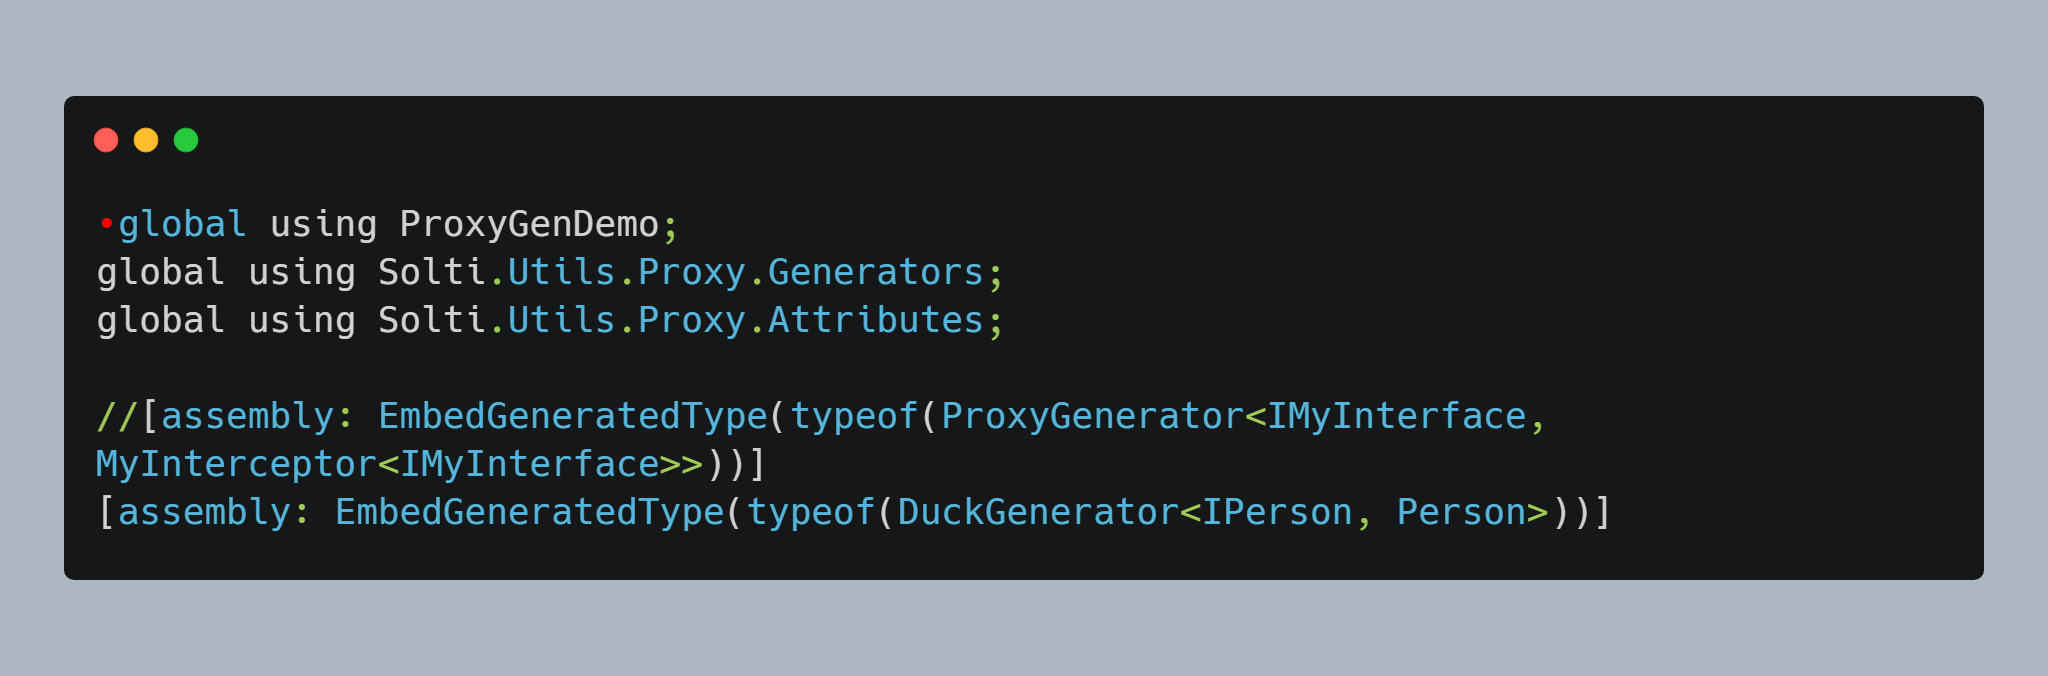 •global using ProxyGenDemo;
global using Solti.Utils.Proxy.Generators;
global using Solti.Utils.Proxy.Attributes;

//[assembly: EmbedGeneratedType(typeof(ProxyGenerator<IMyInterface,
MyInterceptor<IMyInterface>>))]
[assembly: EmbedGeneratedType(typeof(DuckGenerator<IPerson, Person>))]